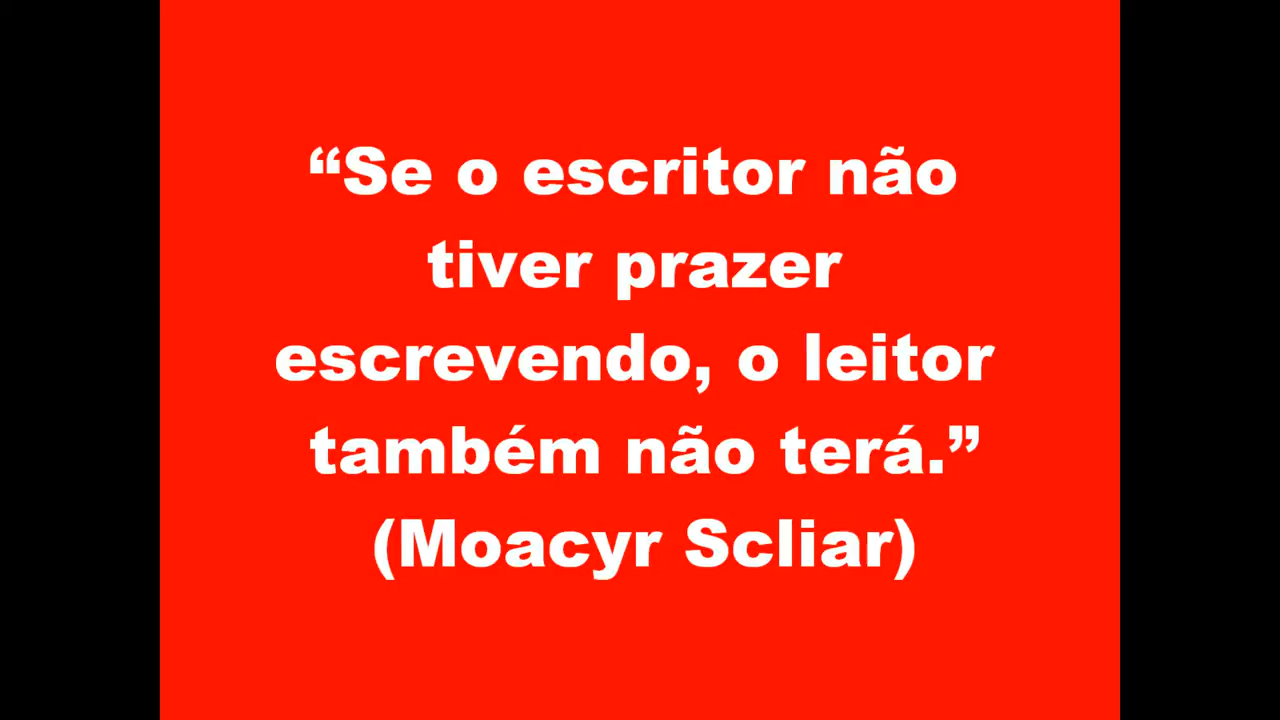 “Se o escritor não
tiver prazer
escrevendo, o leitor
também não terá.”
(Moacyr Scliar)